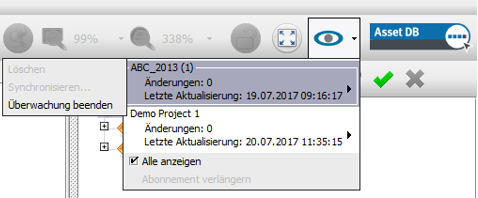 99%
338%
Asset DB
Löschen
Synchronisieren...
Überwachung beenden
ABC_2013 (1)
Änderungen: 0
Letzte Aktualisierung: 19.07.2017 09:16:17
Demo Project 1
Änderungen: 0
Letzte Aktualisierung: 20.07.2017 11:35:15
Alle anzeigen
Abonnement verlängern